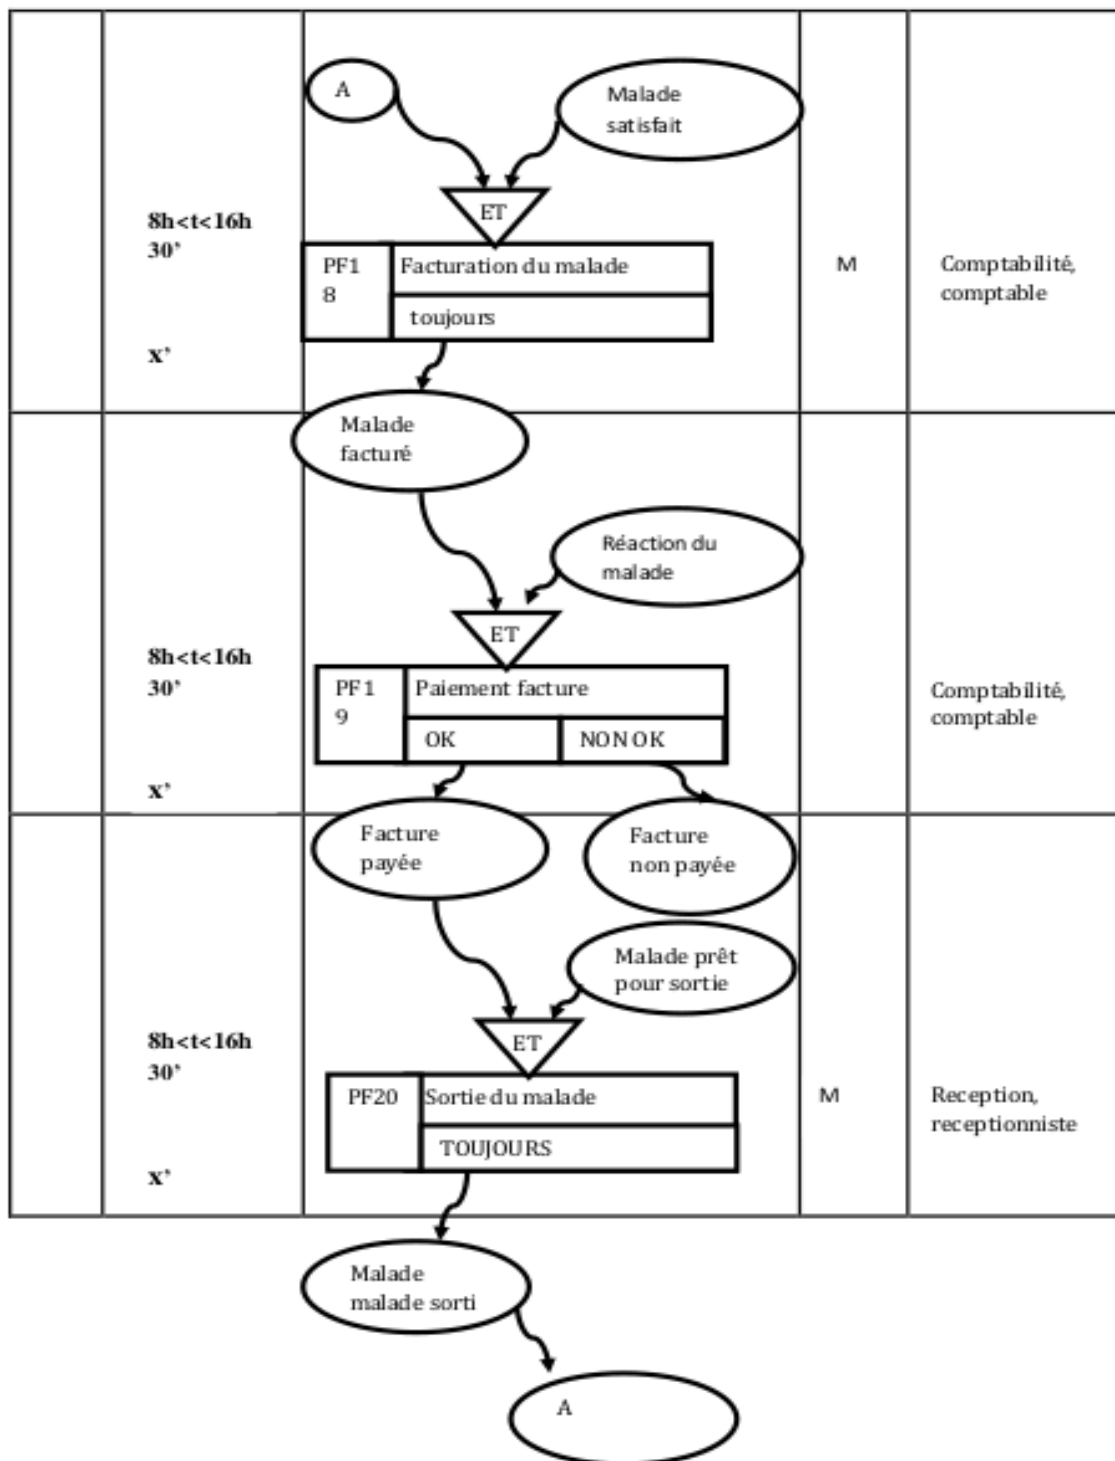 A
Malade
satisfait
ET
8h<t<16h
30’
PF1
8
Facturation du malade
toujours
M
Comptabilité,
comptable
x’
Malade
facturé
Réaction du
malade
ET
8h<t<16h
30’
PF1
9
Paiement facture
OK
NON OK
Comptabilité,
comptable
x’
Facture
payée
Facture
non payée
Malade prêt
pour sortie
ET
8h<t<16h
30’
PF20
Sortie du malade
TOUJOURS
M
Reception,
receptionniste
x’
Malade
malade sorti
A